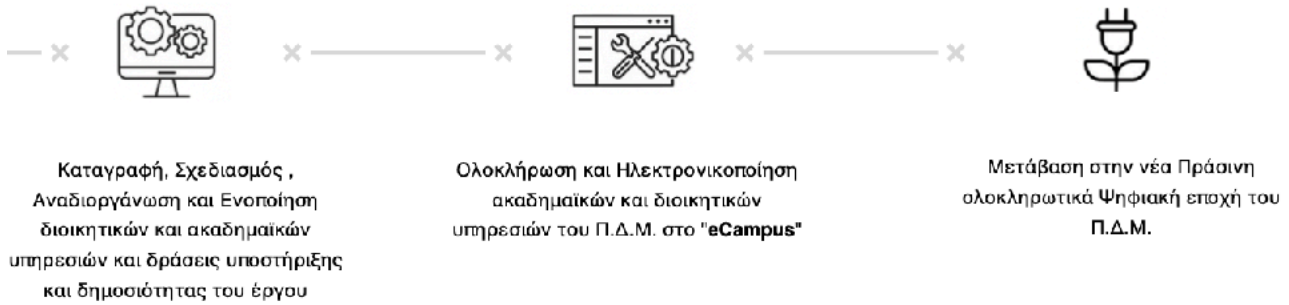 Καταγραφή, Σχεδιασμός ,
Αναδιοργάνωση και Ενοποίηση
διοικητικών και ακαδημαϊκών
υπηρεσιών και δράσεις υποστήριξης
και δημοσιότητας του έργου
Ολοκλήρωση και Ηλεκτρονικοποίηση
ακαδημαϊκών και διοικητικών
υπηρεσιών του Π.Δ.Μ. στο "eCampus"
Μετάβαση στην νέα Πράσινη
ολοκληρωτικά Ψηφιακή εποχή του
Π.Δ.Μ.